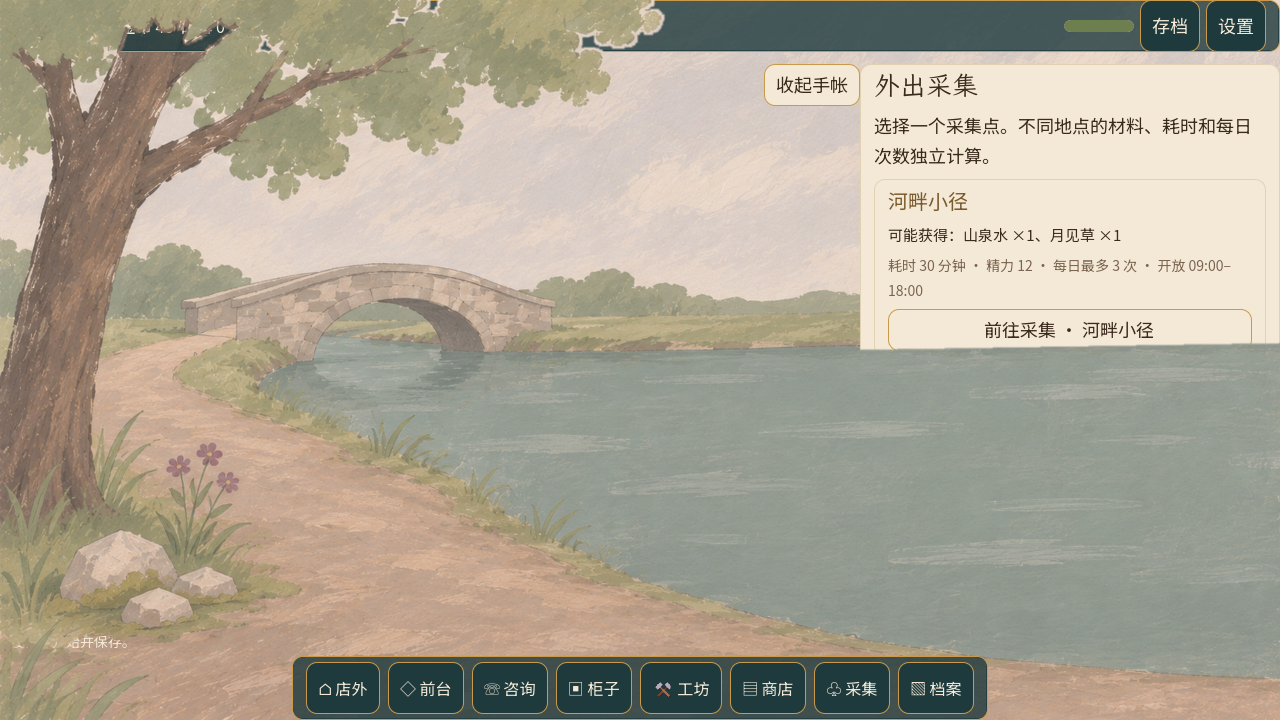 存档
设置
收起手帐
外出采集
选择一个采集点。不同地点的材料、耗时和每日
次数独立计算。
河畔小径
可能获得：山泉水 ×1、月见草 ×1
耗时 30 分钟 · 精力 12 · 每日最多 3 次 · 开放 09:00–
18:00
前往采集 · 河畔小径
并保存。
店外
前台
咨询
柜子
工坊
商店
采集
档案